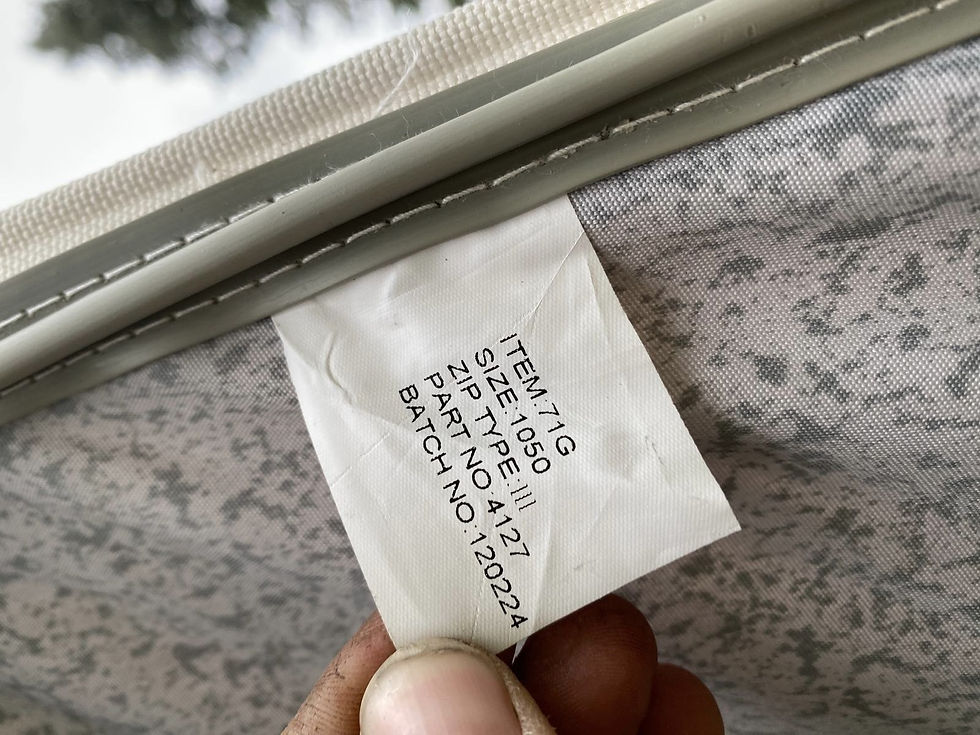 ITEM:71G
SIZE:1050
ZIP TYPE:III
PART NO:4127
BATCH NO:120224